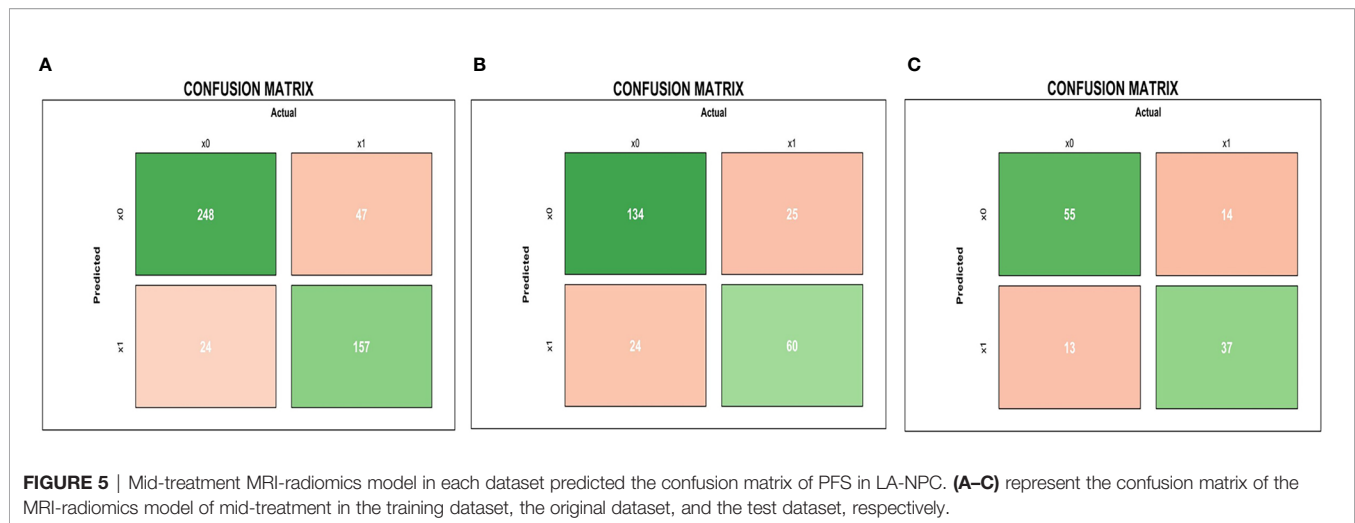 A
CONFUSION MATRIX
Actual
x0 x1
Predicted
x0
248 47
x1
24 157
B
CONFUSION MATRIX
Actual
x0 x1
Predicted
x0
134 25
x1
24 60
C
CONFUSION MATRIX
Actual
x0 x1
Predicted
x0
55 14
x1
13 37
FIGURE 5 | Mid-treatment MRI-radiomics model in each dataset predicted the confusion matrix of PFS in LA-NPC. (A–C) represent the confusion matrix of the
MRI-radiomics model of mid-treatment in the training dataset, the original dataset, and the test dataset, respectively.